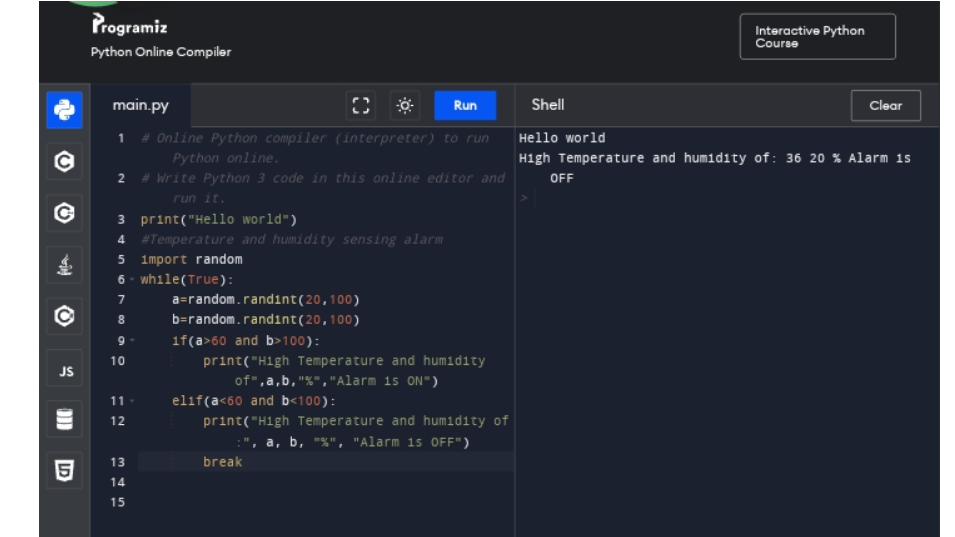 Programiz
Python Online Compiler
Interactive Python
Course
main.py
Run
Shell
Clear
1 # Online Python compiler (interpreter) to run
Python online.
2 # Write Python 3 code in this online editor and
run it.
3 print("Hello world")
4 #Temperature and humidity sensing alarm
5 import random
6 while(True):
7 a=random.randint(20,100)
8 b=random.randint(20,100)
9 if(a>60 and b>100):
10 print("High Temperature and humidity
of",a,b,"%","Alarm is ON")
11 elif(a<60 and b<100):
12 print("High Temperature and humidity of
:", a, b, "%", "Alarm is OFF")
13 break
14
15
Hello world
High Temperature and humidity of: 36 20 % Alarm is
OFF
>
JS